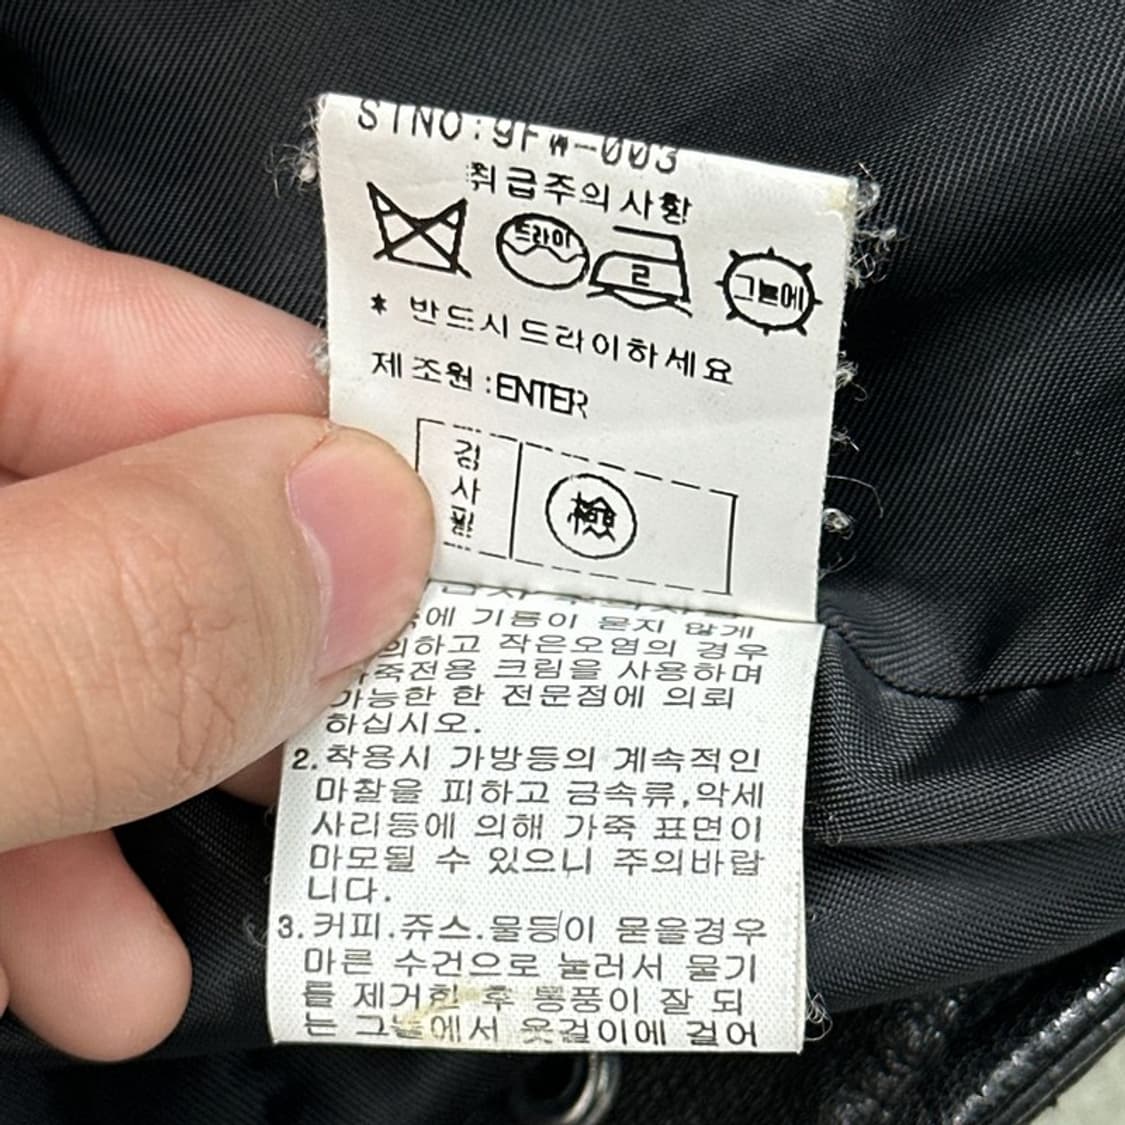 STNO:9FW-003
취급주의사항
드라이
ㄹ
그늘에
* 반드시드라이하세요
제조원:ENTER
검사필
檢
에 기름이 묻지 않게
의하고 작은오염의 경우
가죽전용 크림을 사용하며
가능한 한 전문점에 의뢰
하십시오.
2.착용시 가방등의 계속적인
마찰을 피하고 금속류,악세
사리등에 의해 가죽 표면이
마모될 수 있으니 주의바랍
니다.
3.커피.쥬스.물등이 묻을경우
마른 수건으로 눌러서 물기
를 제거한 후 통풍이 잘 되
는 그늘에서 옷걸이에 걸어